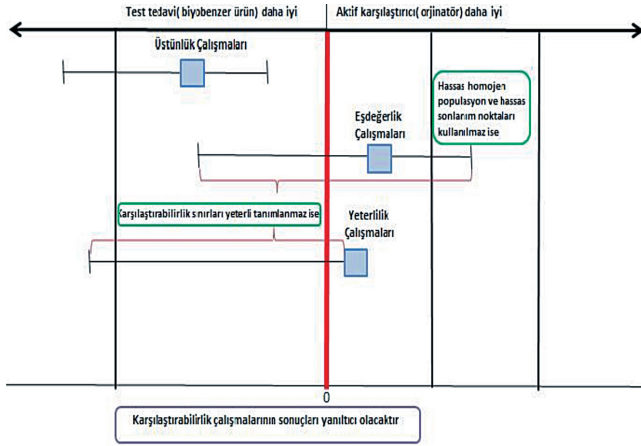 Test tedavi( biyobenzer ürün) daha iyi
Aktif karşılaştırıcı( orjinatör) daha iyi
Üstünlük Çalışmaları
Hassas homojen
populasyon ve hassas
sonlanım noktaları
kullanılmaz ise
Eşdeğerlik
Çalışmaları
Karşılaştırabilirlik sınırları yeterli tanımlanmaz ise
Yeterlilik
Çalışmaları
0
Karşılaştırabilirlik çalışmalarının sonuçları yanıltıcı olacaktır